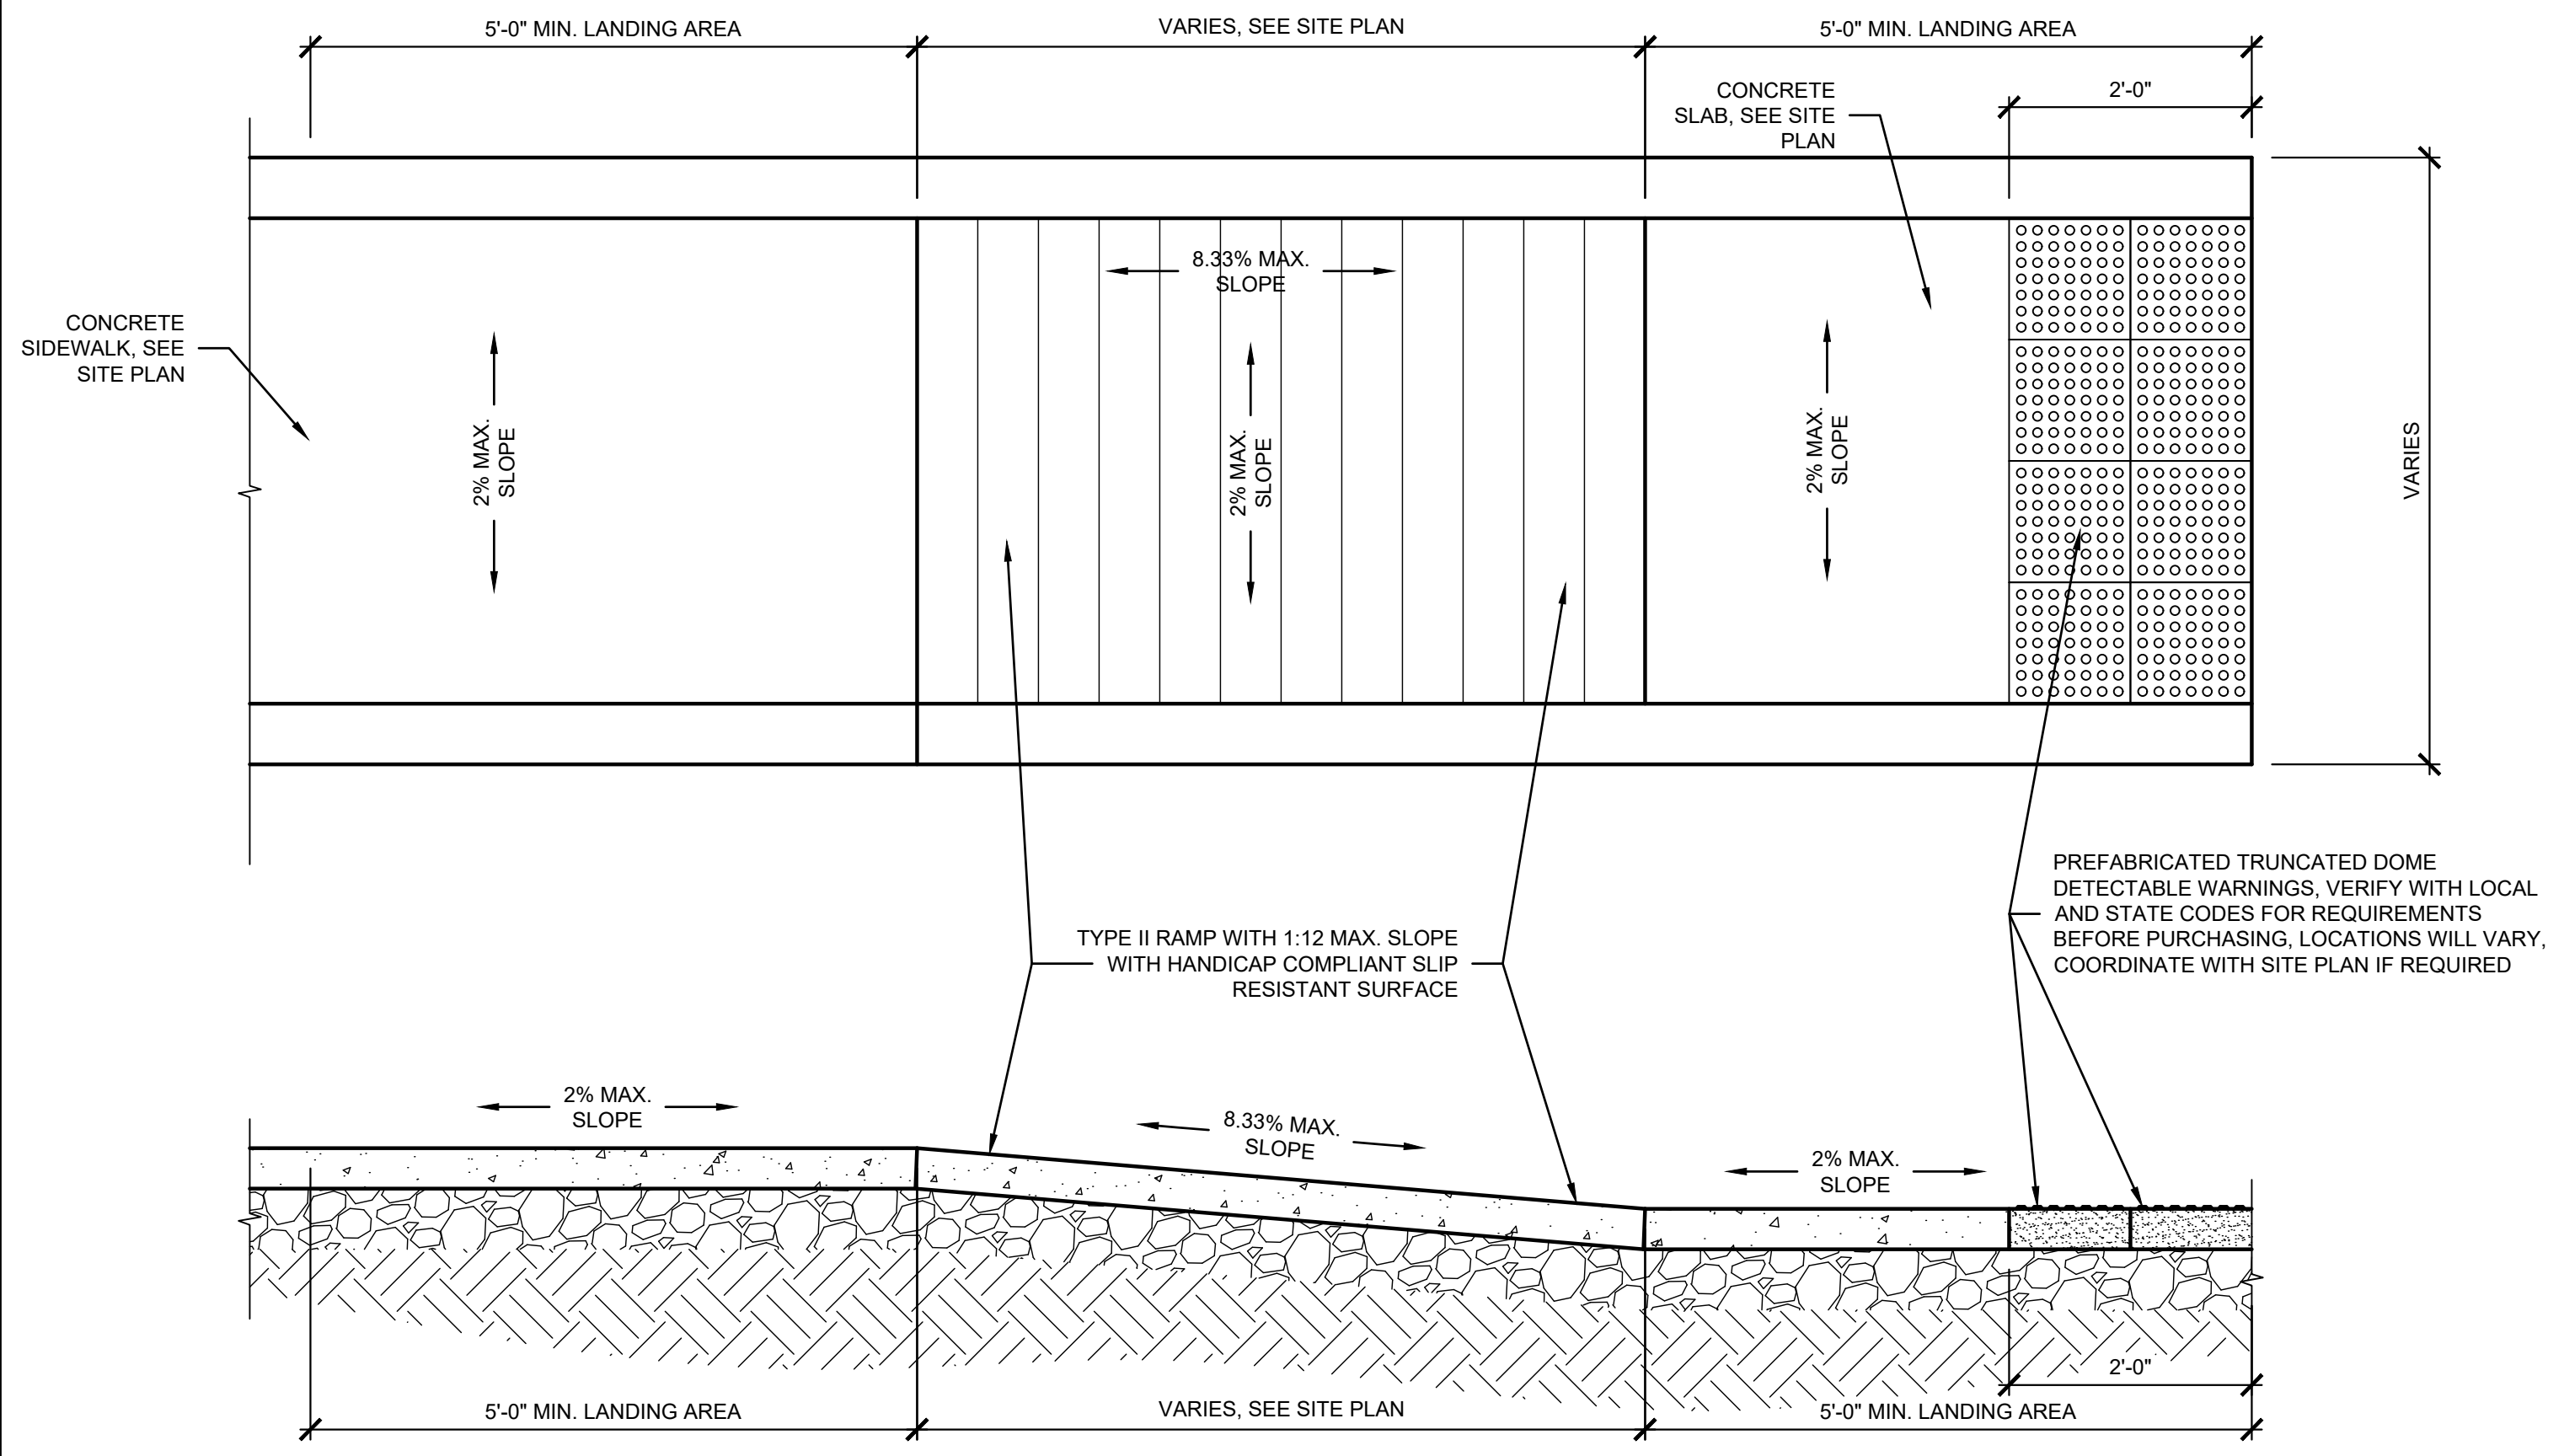 5'-0" MIN. LANDING AREA
VARIES, SEE SITE PLAN
5'-0" MIN. LANDING AREA
2'-0"
CONCRETE
SLAB, SEE SITE
PLAN
8.33% MAX.
SLOPE
CONCRETE
SIDEWALK, SEE
SITE PLAN
2% MAX.
SLOPE
2% MAX.
SLOPE
2% MAX.
SLOPE
VARIES
PREFABRICATED TRUNCATED DOME
DETECTABLE WARNINGS, VERIFY WITH LOCAL
AND STATE CODES FOR REQUIREMENTS
BEFORE PURCHASING, LOCATIONS WILL VARY,
COORDINATE WITH SITE PLAN IF REQUIRED
TYPE II RAMP WITH 1:12 MAX. SLOPE
WITH HANDICAP COMPLIANT SLIP
RESISTANT SURFACE
2% MAX.
SLOPE
8.33% MAX.
SLOPE
2% MAX.
SLOPE
2'-0"
5'-0" MIN. LANDING AREA
VARIES, SEE SITE PLAN
5'-0" MIN. LANDING AREA